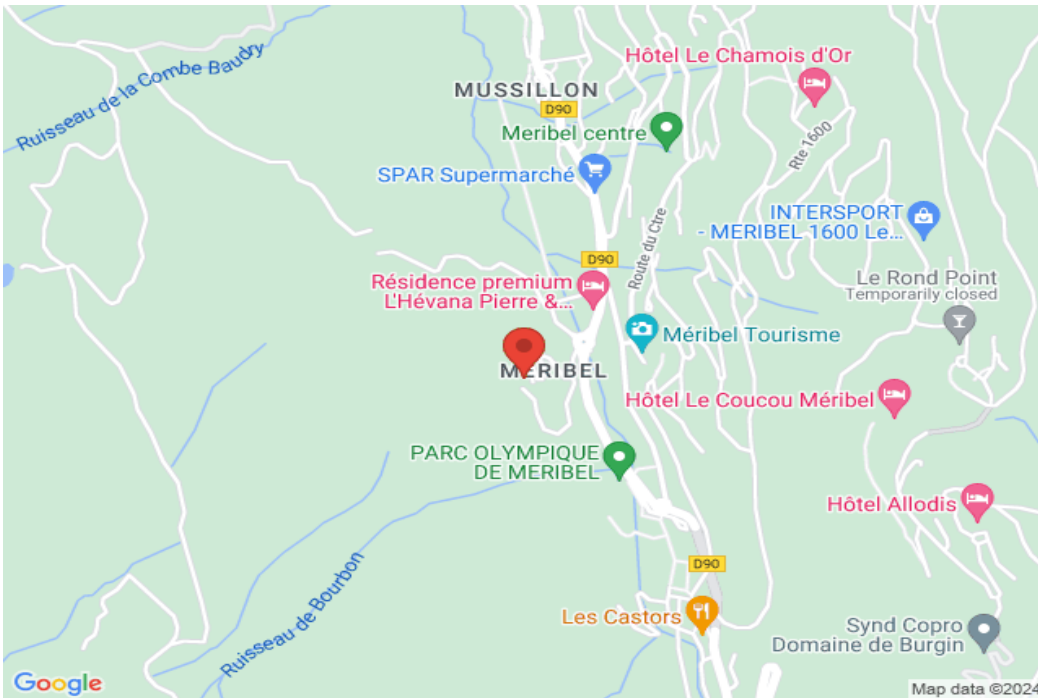 Ruisseau de la Combe Baudry
MUSSILLON
D90
Hôtel Le Chamois d'Or
Meribel centre
Rte 1600
SPAR Supermarché
INTERSPORT
- MERIBEL 1600 Le...
Route du Ctre
D90
Résidence premium
L'Hévana Pierre &...
Le Rond Point
Temporarily closed
Méribel Tourisme
MERIBEL
Hôtel Le Coucou Méribel
PARC OLYMPIQUE
DE MERIBEL
Hôtel Allodis
D90
Ruisseau de Bourbon
Les Castors
Synd Copro
Domaine de Burgin
Google
Map data ©2024